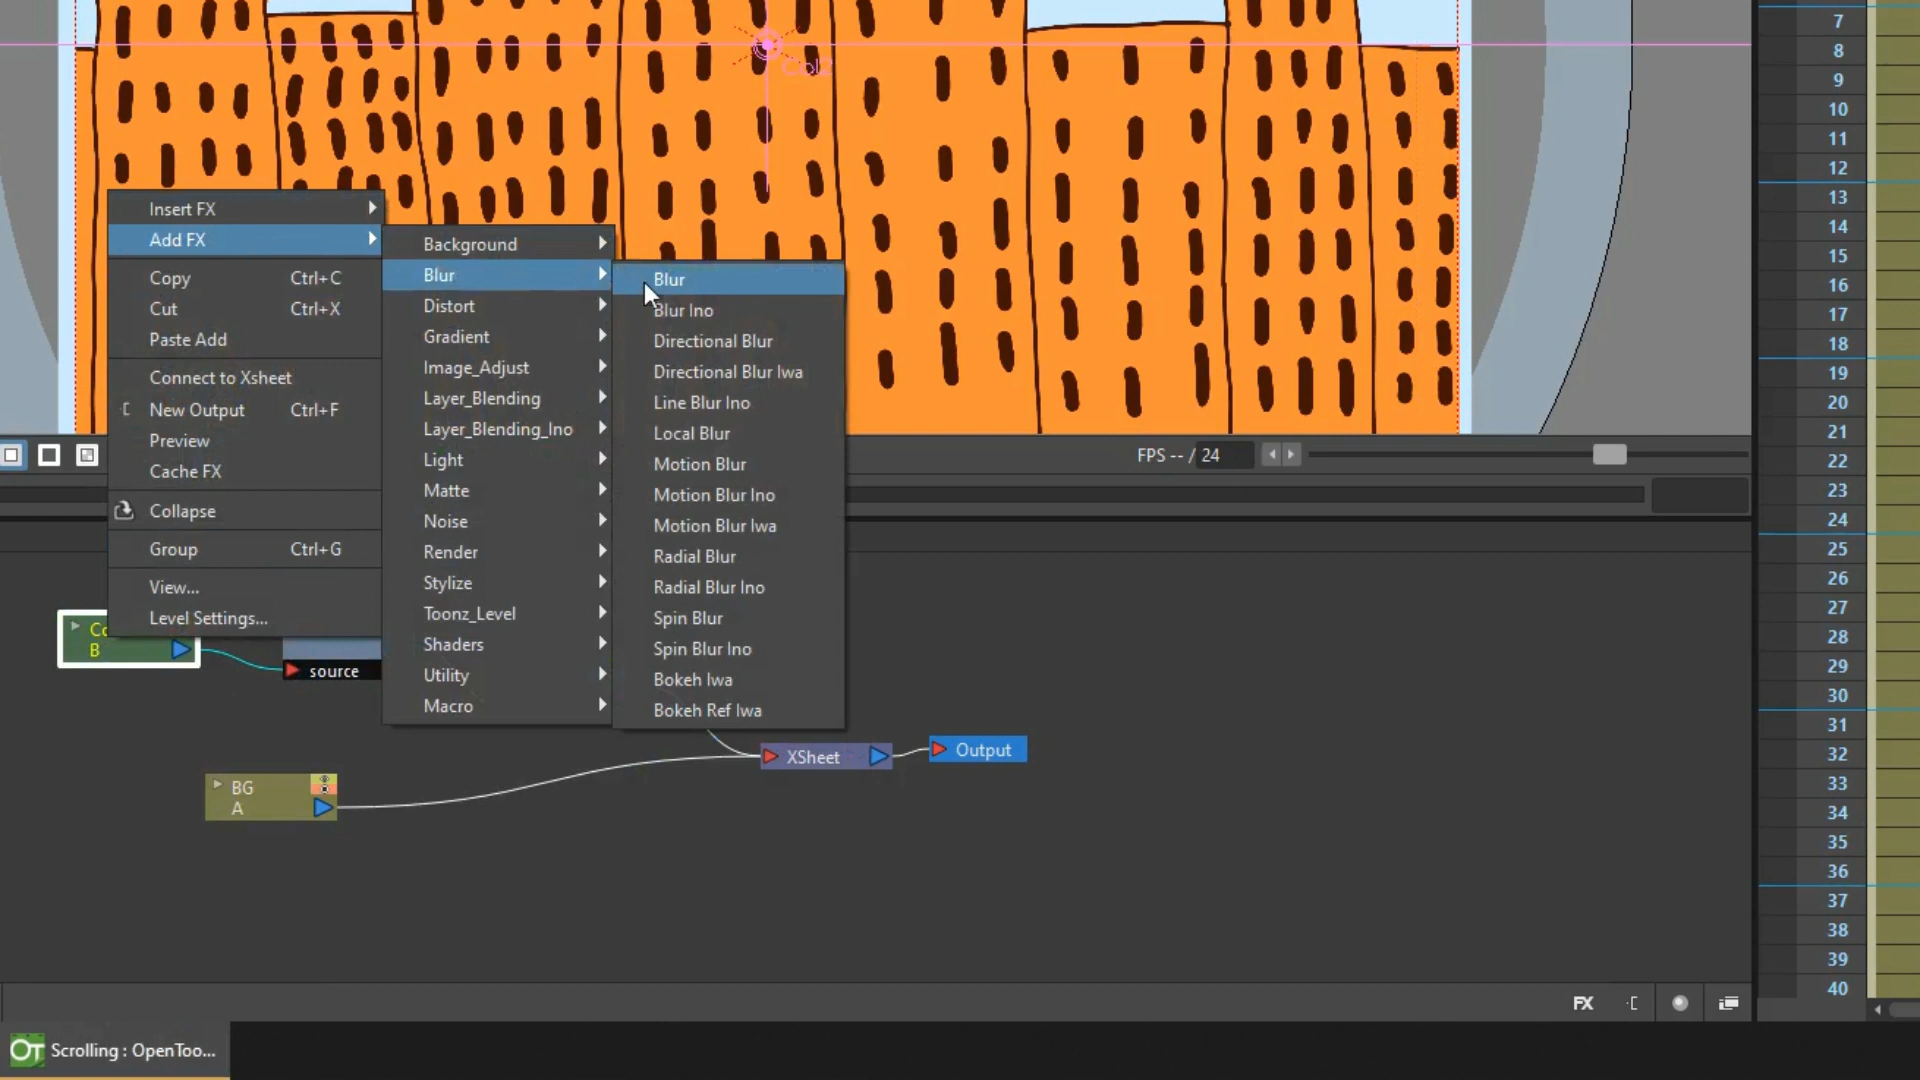 Col2
Insert FX
Add FX
Copy Ctrl+C
Cut Ctrl+X
Paste Add
Connect to Xsheet
New Output Ctrl+F
Preview
Cache FX
Collapse
Group Ctrl+G
View...
Level Settings...
Background
Blur
Distort
Gradient
Image_Adjust
Layer_Blending
Layer_Blending_Ino
Light
Matte
Noise
Render
Stylize
Toonz_Level
Shaders
Utility
Macro
Blur
Blur Ino
Directional Blur
Directional Blur Iwa
Line Blur Ino
Local Blur
Motion Blur
Motion Blur Ino
Motion Blur Iwa
Radial Blur
Radial Blur Ino
Spin Blur
Spin Blur Ino
Bokeh Iwa
Bokeh Ref Iwa
FPS -- / 24
B
source
BG
A
XSheet
Output
7
8
9
10
11
12
13
14
15
16
17
18
19
20
21
22
23
24
25
26
27
28
29
30
31
32
33
34
35
36
37
38
39
40
FX
OT Scrolling : OpenToo...